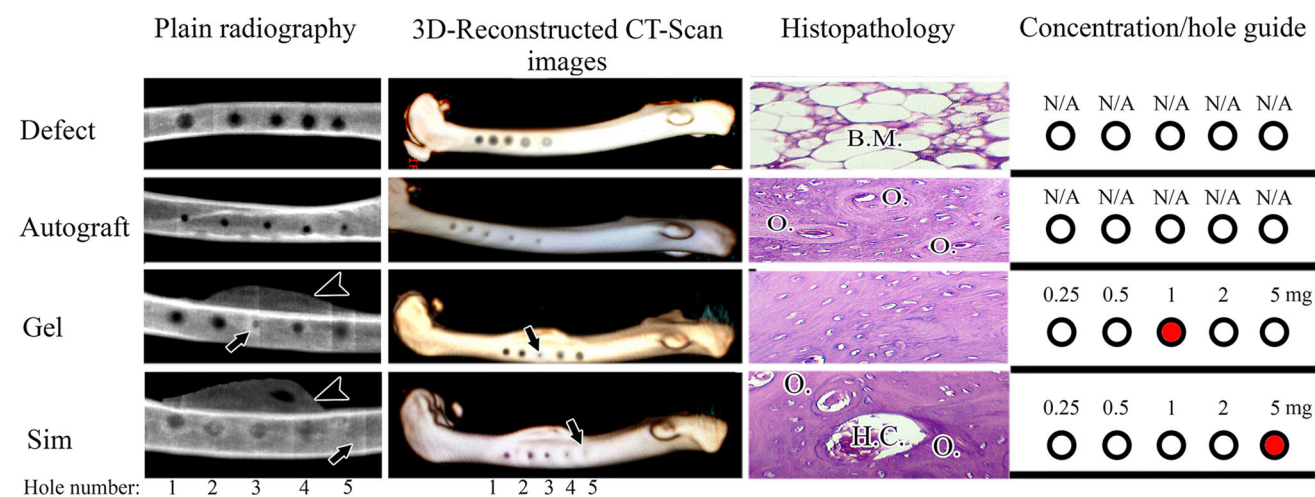 Plain radiography
3D-Reconstructed CT-Scan
images
Histopathology
Concentration/hole guide
Defect
B.M.
N/A N/A N/A N/A N/A
Autograft
O.
O.
O.
N/A N/A N/A N/A N/A
Gel
0.25 0.5 1 2 5 mg
Sim
O.
H.C.
O.
0.25 0.5 1 2 5 mg
Hole number: 1 2 3 4 5 1 2 3 4 5